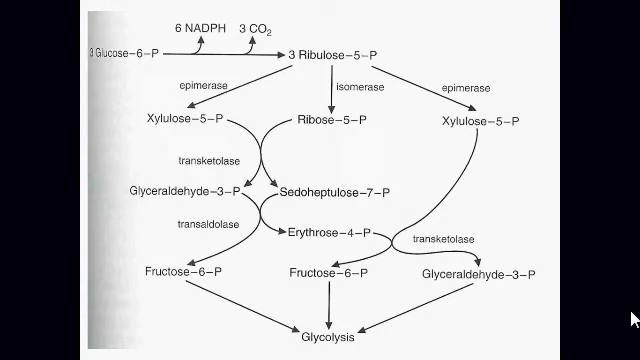 6 NADPH 3 CO₂
3 Glucose–6–P 3 Ribulose–5–P
epimerase isomerase epimerase
Xylulose–5–P Ribose–5–P Xylulose–5–P
transketolase
Glyceraldehyde–3–P Sedoheptulose–7–P
transaldolase
Erythrose–4–P transketolase
Fructose–6–P Fructose–6–P Glyceraldehyde–3–P
Glycolysis